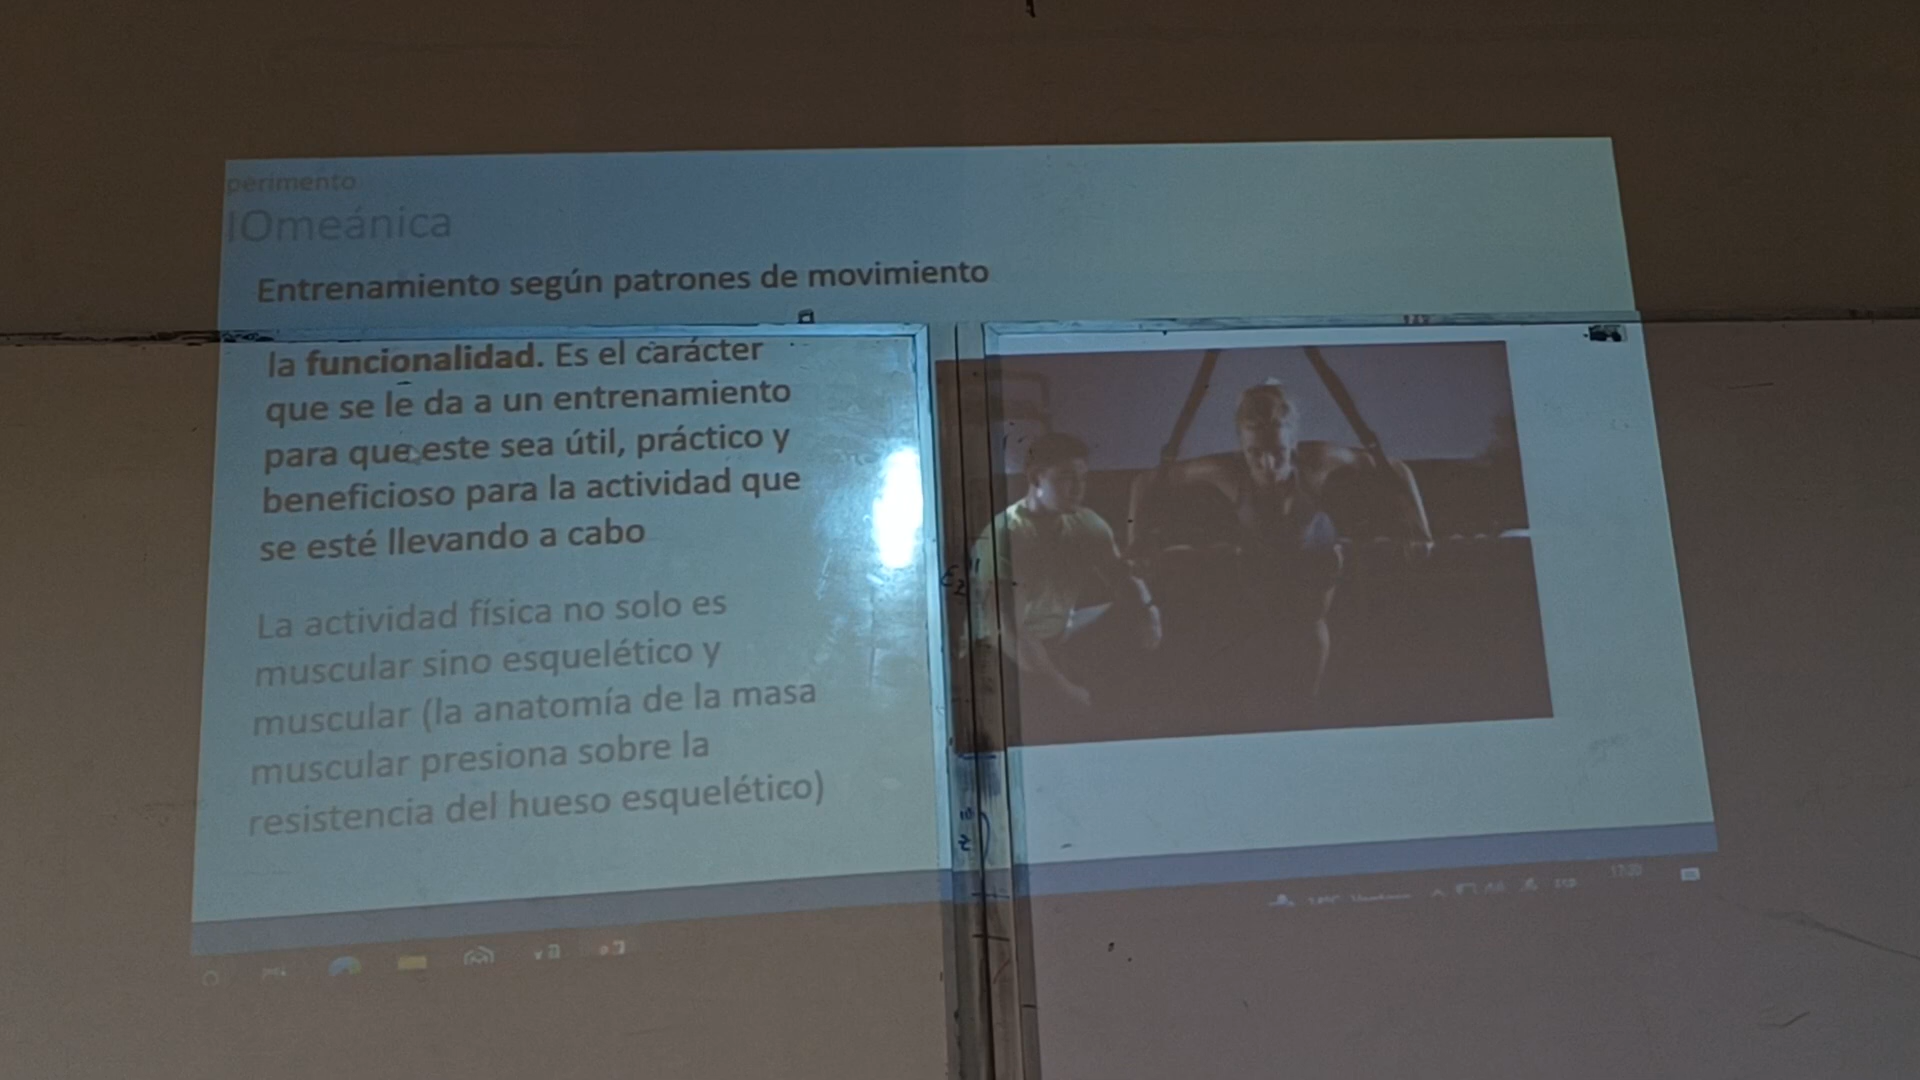 perimento
IOmeánica
Entrenamiento según patrones de movimiento
la funcionalidad. Es el carácter
que se le da a un entrenamiento
para que este sea útil, práctico y
beneficioso para la actividad que
se esté llevando a cabo
La actividad física no solo es
muscular sino esquelético y
muscular (la anatomía de la masa
muscular presiona sobre la
resistencia del hueso esquelético)